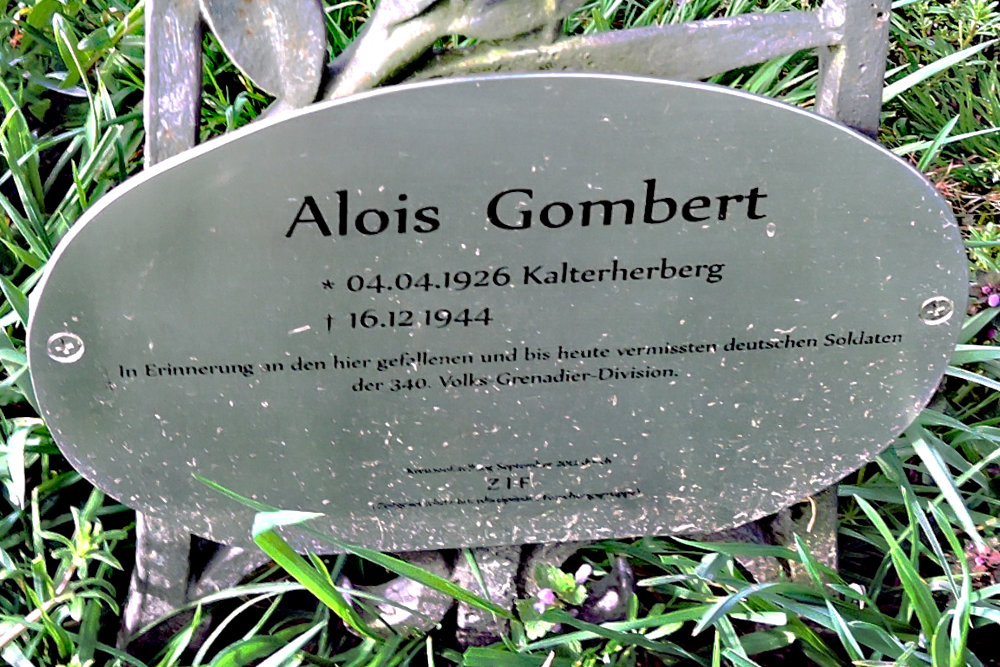 Alois Gombert
* 04.04.1926 Kalterherberg
† 16.12.1944
In Erinnerung an den hier gefallenen und bis heute vermissten deutschen Soldaten
der 340. Volks-Grenadier-Division.
September
Z I F